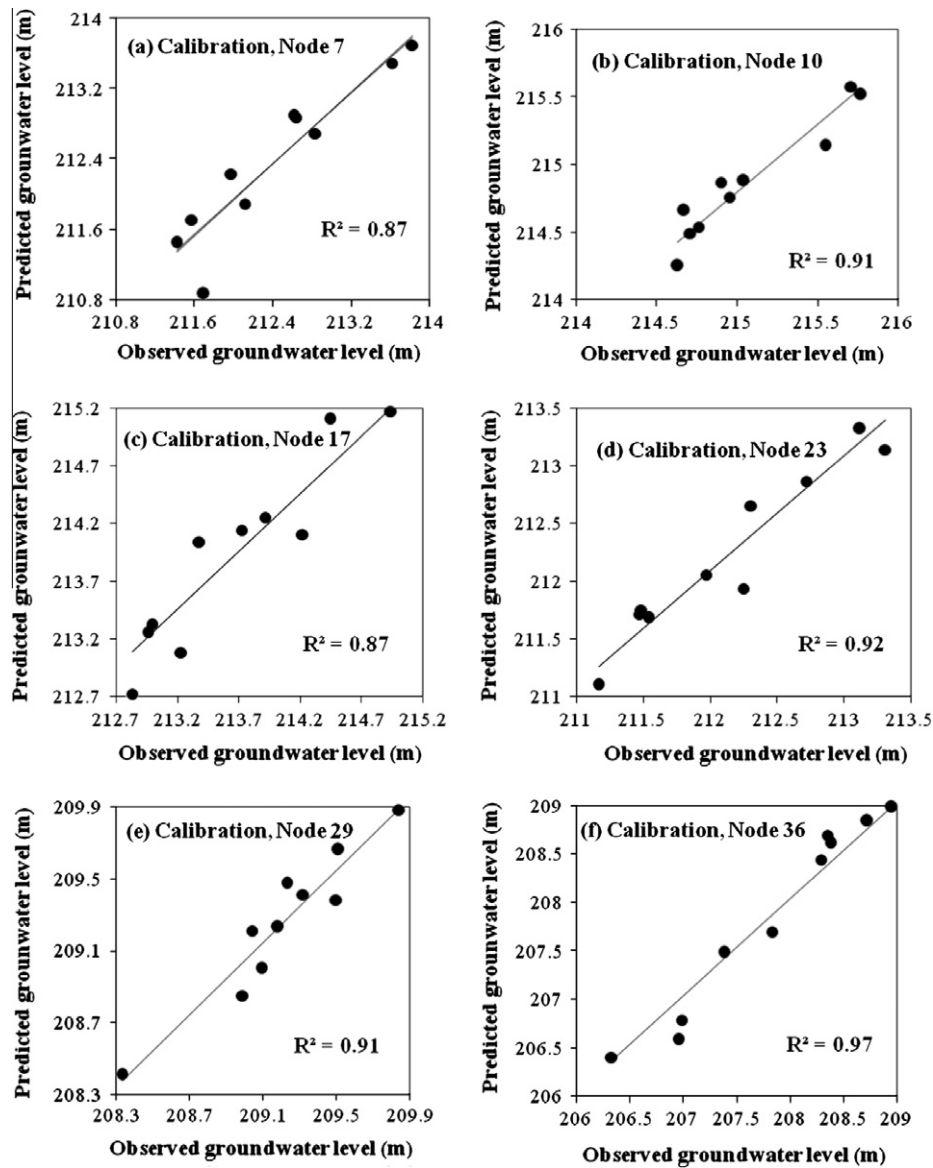 (a) Calibration, Node 7
Predicted grounwater level (m)
214
213.2
212.4
211.6
210.8
R² = 0.87
210.8 211.6 212.4 213.2 214
Observed groundwater level (m)
(b) Calibration, Node 10
Predicted grounwater level (m)
216
215.5
215
214.5
214
R² = 0.91
214 214.5 215 215.5 216
Observed groundwater level (m)
(c) Calibration, Node 17
Predicted grounwater level (m)
215.2
214.7
214.2
213.7
213.2
212.7
R² = 0.87
212.7 213.2 213.7 214.2 214.7 215.2
Observed groundwater level (m)
(d) Calibration, Node 23
Predicted grounwater level (m)
213.5
213
212.5
212
211.5
211
R² = 0.92
211 211.5 212 212.5 213 213.5
Observed groundwater level (m)
(e) Calibration, Node 29
Predicted grounwater level (m)
209.9
209.5
209.1
208.7
208.3
R² = 0.91
208.3 208.7 209.1 209.5 209.9
Observed groundwater level (m)
(f) Calibration, Node 36
Predicted grounwater level (m)
209
208.5
208
207.5
207
206.5
206
R² = 0.97
206 206.5 207 207.5 208 208.5 209
Observed groundwater level (m)